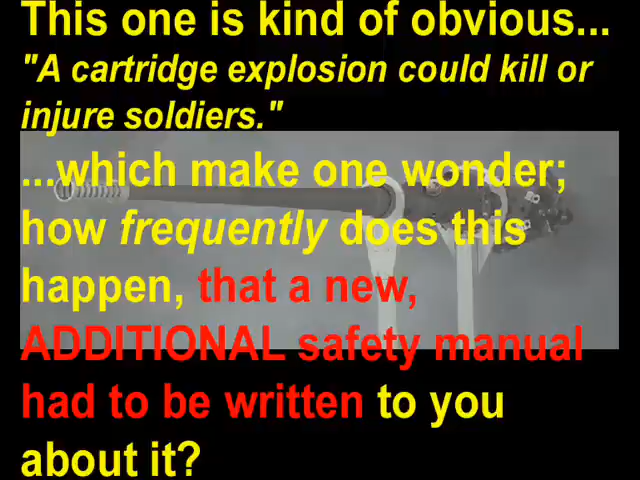 This one is kind of obvious...
"A cartridge explosion could kill or
injure soldiers."
...which make one wonder;
how frequently does this
happen, that a new,
ADDITIONAL safety manual
had to be written to you
about it?